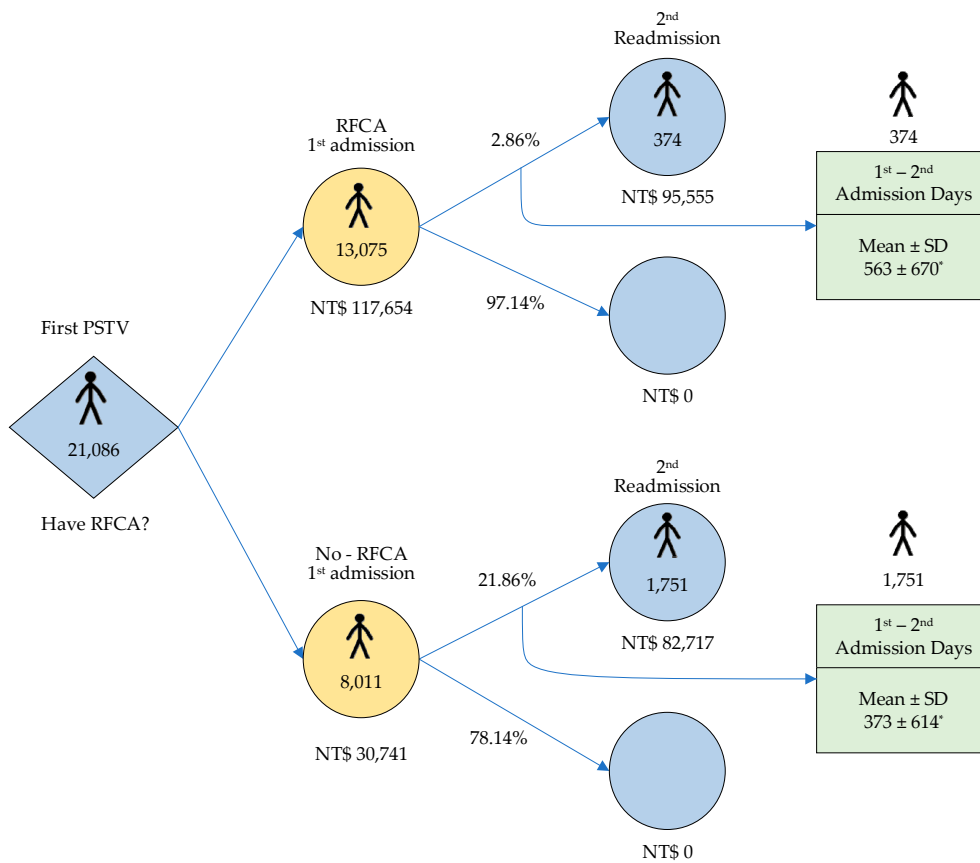 First PSTV
21,086
Have RFCA?
RFCA
1st admission
13,075
NT$ 117,654
2.86%
97.14%
2nd
Readmission
374
NT$ 95,555
NT$ 0
374
1st – 2nd
Admission Days
Mean ± SD
563 ± 670*
No - RFCA
1st admission
8,011
NT$ 30,741
21.86%
78.14%
2nd
Readmission
1,751
NT$ 82,717
NT$ 0
1,751
1st – 2nd
Admission Days
Mean ± SD
373 ± 614*